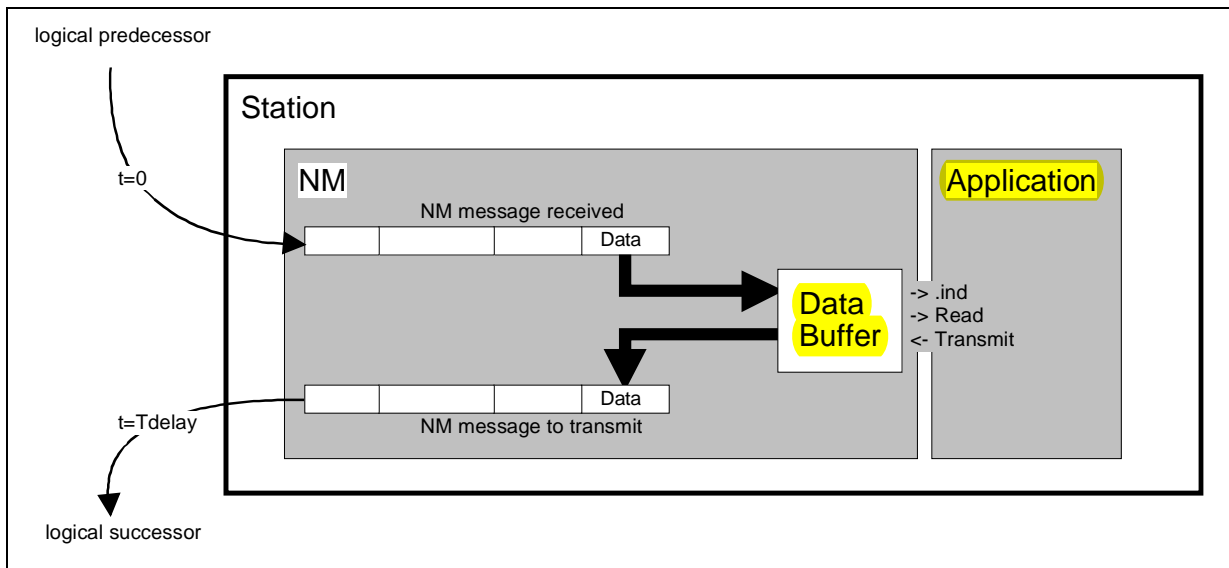 logical predecessor
Station
t=0
NM
Application
NM message received
Data
Data
Buffer
-> .ind
-> Read
<- Transmit
Data
t=Tdelay
NM message to transmit
logical successor